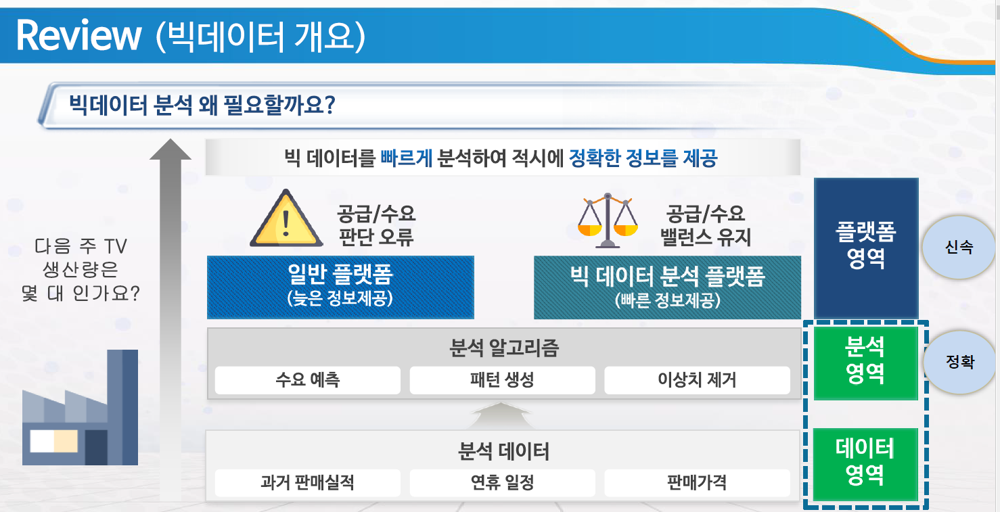 Review (빅데이터 개요)
빅데이터 분석 왜 필요할까요?
빅 데이터를 빠르게 분석하여 적시에 정확한 정보를 제공
다음 주 TV
생산량은
몇 대 인가요?
공급/수요
판단 오류
공급/수요
밸런스 유지
일반 플랫폼
(늦은 정보제공)
빅 데이터 분석 플랫폼
(빠른 정보제공)
플랫폼
영역
신속
분석 알고리즘
수요 예측
패턴 생성
이상치 제거
분석
영역
정확
분석 데이터
과거 판매실적
연휴 일정
판매가격
데이터
영역